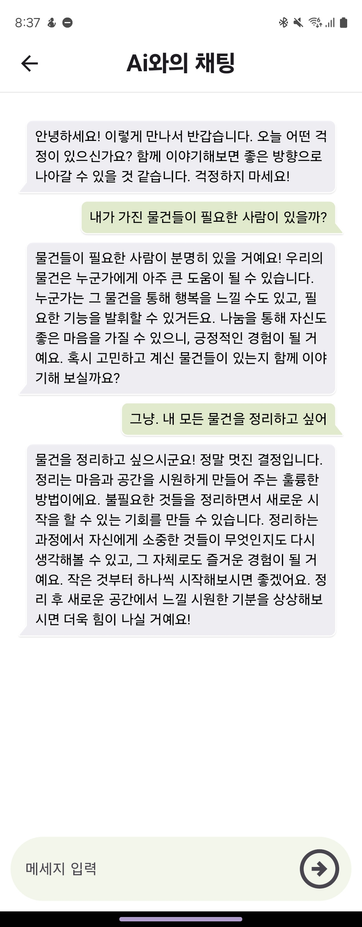 8:37
Ai와의 채팅
안녕하세요! 이렇게 만나서 반갑습니다. 오늘 어떤 걱
정이 있으신가요? 함께 이야기해보면 좋은 방향으로
나아갈 수 있을 것 같습니다. 걱정하지 마세요!
내가 가진 물건들이 필요한 사람이 있을까?
물건들이 필요한 사람이 분명히 있을 거예요! 우리의
물건은 누군가에게 아주 큰 도움이 될 수 있습니다.
누군가는 그 물건을 통해 행복을 느낄 수도 있고, 필
요한 기능을 발휘할 수 있거든요. 나눔을 통해 자신도
좋은 마음을 가질 수 있으니, 긍정적인 경험이 될 거
예요. 혹시 고민하고 계신 물건들이 있는지 함께 이야
기해 보실까요?
그냥. 내 모든 물건을 정리하고 싶어
물건을 정리하고 싶으시군요! 정말 멋진 결정입니다.
정리는 마음과 공간을 시원하게 만들어 주는 훌륭한
방법이에요. 불필요한 것들을 정리하면서 새로운 시
작을 할 수 있는 기회를 만들 수 있습니다. 정리하는
과정에서 자신에게 소중한 것들이 무엇인지도 다시
생각해볼 수 있고, 그 자체로도 즐거운 경험이 될 거
예요. 작은 것부터 하나씩 시작해보시면 좋겠어요. 정
리 후 새로운 공간에서 느낄 시원한 기분을 상상해보
시면 더욱 힘이 나실 거예요!
메세지 입력